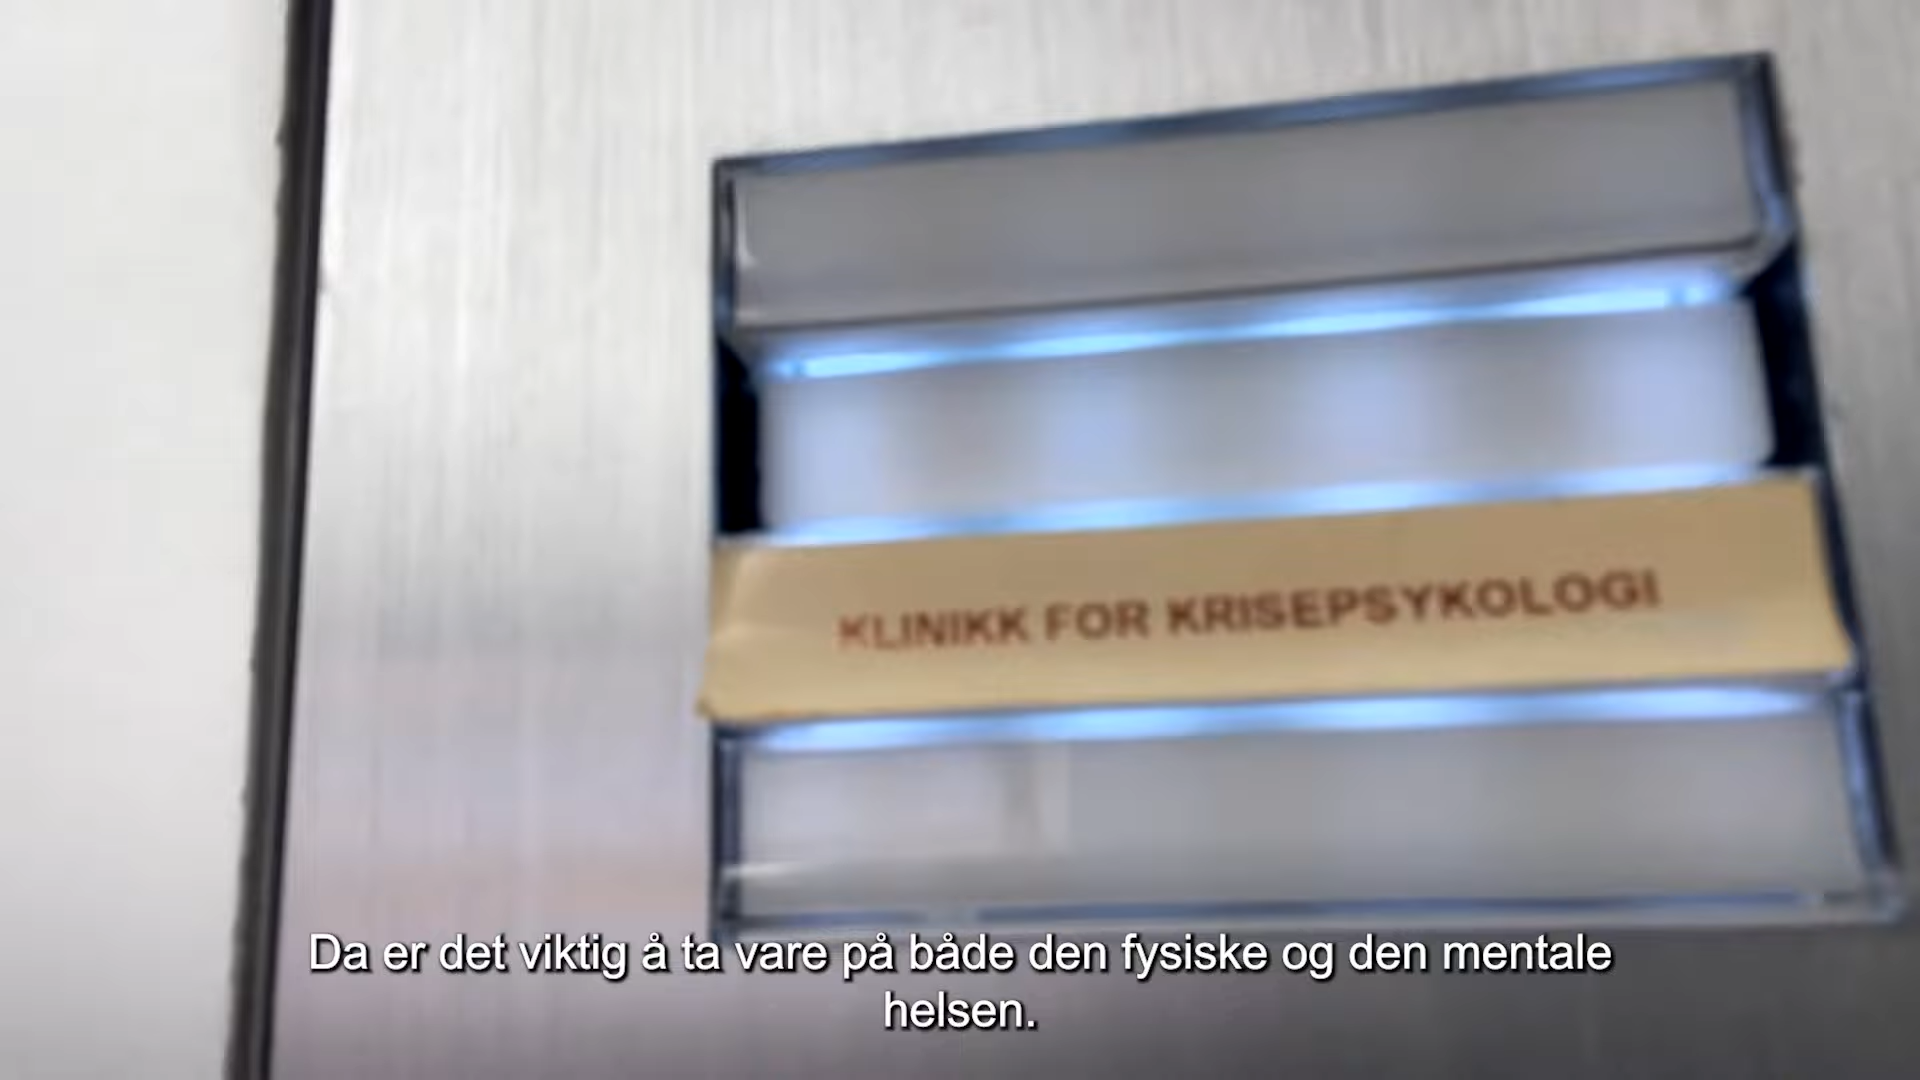 KLINIKK FOR KRISEPSYKOLOGI
Da er det viktig å ta vare på både den fysiske og den mentale
helsen.